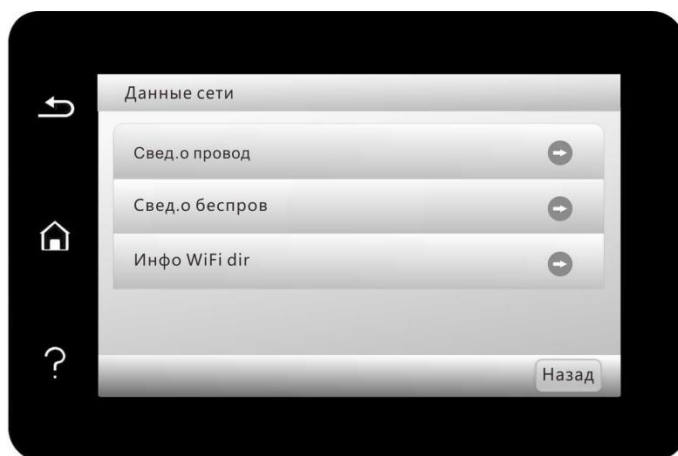 Данные сети
Свед.о провод
Свед.о беспров
Инфо WiFi dir
?
Назад